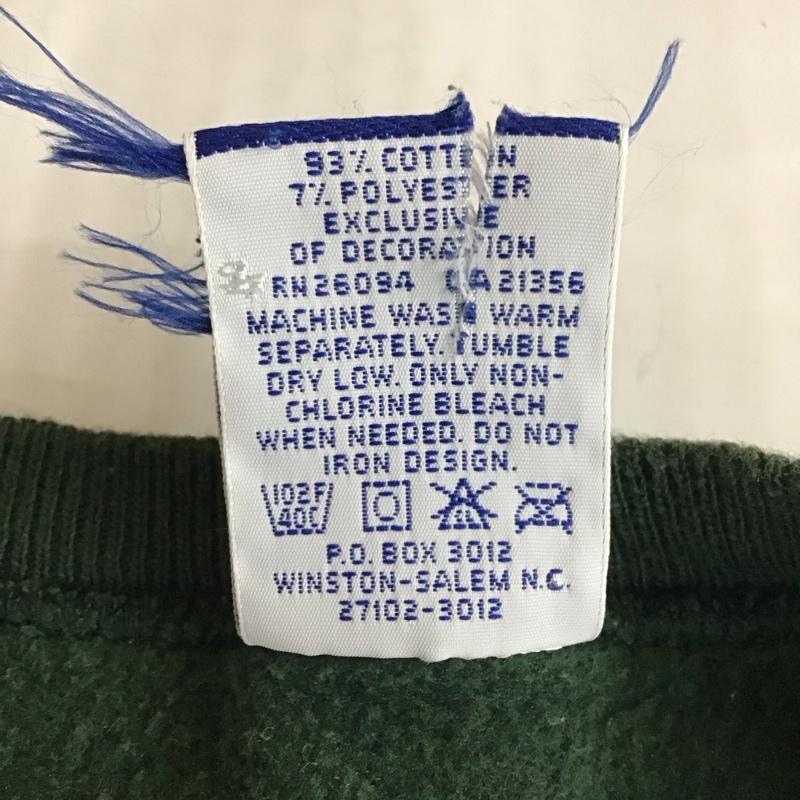 93% COTTON
7% POLYESTER
EXCLUSIVE
OF DECORATION
RN 26094 CA 21356
MACHINE WASH WARM
SEPARATELY. TUMBLE
DRY LOW. ONLY NON-
CHLORINE BLEACH
WHEN NEEDED. DO NOT
IRON DESIGN.
102F
40C
P.O. BOX 3012
WINSTON-SALEM N.C.
27102-3012